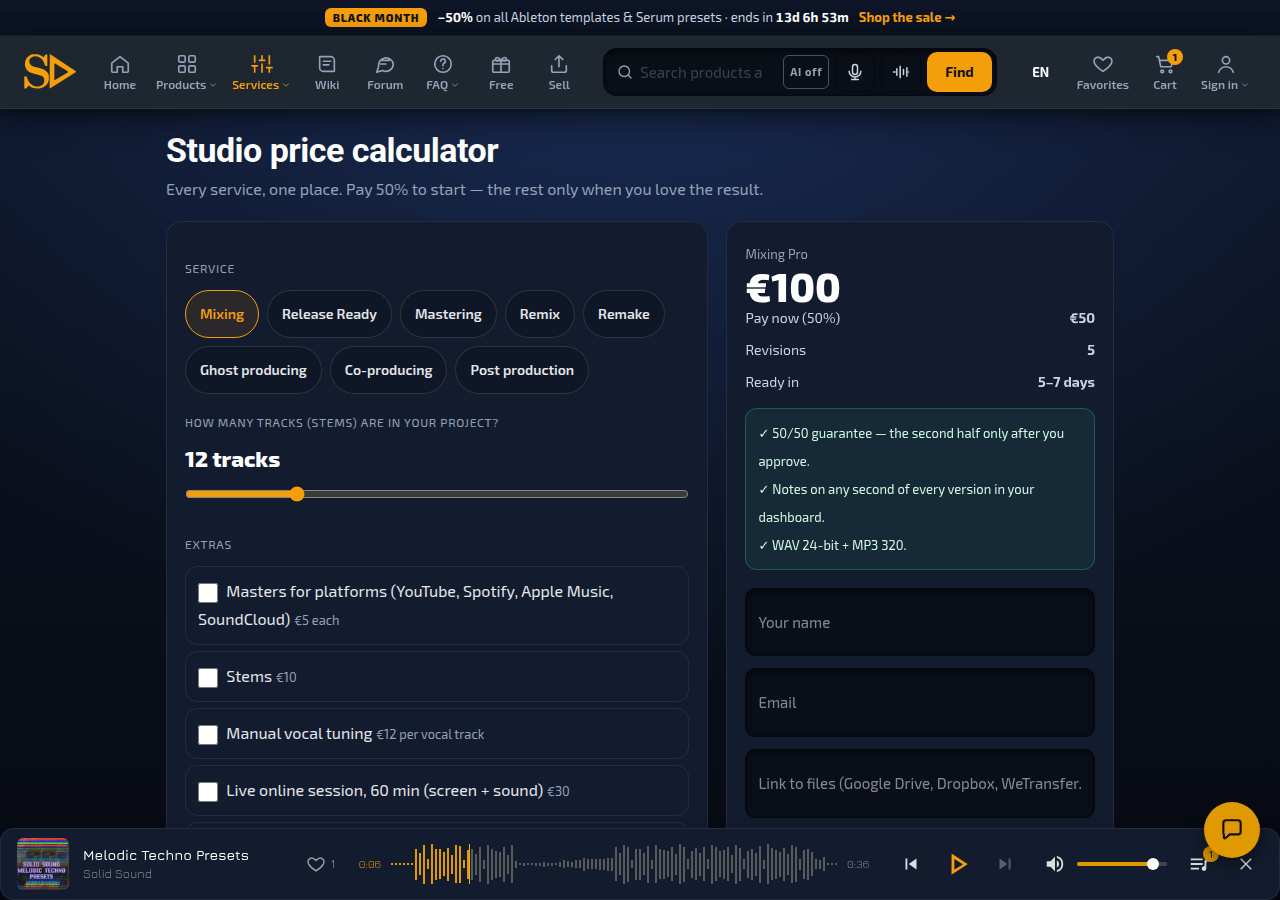 BLACK MONTH −50% on all Ableton templates & Serum presets · ends in 13d 6h 53m Shop the sale →
SD
Home
Products
Services
Wiki
Forum
FAQ
Free
Sell
Search products a
AI off
Find
EN
Favorites
1
Cart
Sign in
Studio price calculator
Every service, one place. Pay 50% to start — the rest only when you love the result.
SERVICE
Mixing
Release Ready
Mastering
Remix
Remake
Ghost producing
Co-producing
Post production
HOW MANY TRACKS (STEMS) ARE IN YOUR PROJECT?
12 tracks
EXTRAS
Masters for platforms (YouTube, Spotify, Apple Music,
SoundCloud) €5 each
Stems €10
Manual vocal tuning €12 per vocal track
Live online session, 60 min (screen + sound) €30
Mixing Pro
€100
Pay now (50%) €50
Revisions 5
Ready in 5–7 days
✓ 50/50 guarantee — the second half only after you
approve.
✓ Notes on any second of every version in your
dashboard.
✓ WAV 24-bit + MP3 320.
Your name
Email
Link to files (Google Drive, Dropbox, WeTransfer.
SOLID SOUND
MELODIC TECHNO
PRESETS
Melodic Techno Presets
Solid Sound
1
0:06
0:36
1